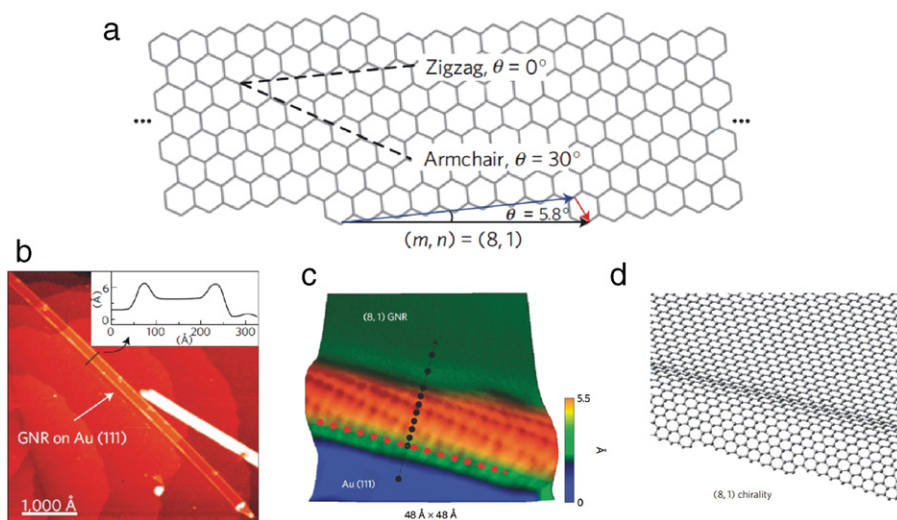 a
Zigzag, θ = 0°
...
...
Armchair, θ = 30°
θ = 5.8°
(m, n) = (8, 1)
b
6
(Å)
0
0 100 200 300
(Å)
GNR on Au (111)
1,000 Å
c
(8, 1) GNR
5.5
Å
0
Au (111)
48 Å × 48 Å
d
(8, 1) chirality